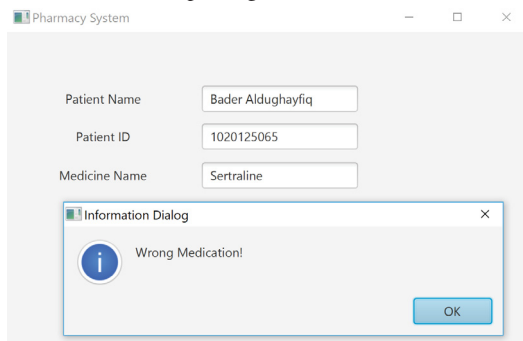 Pharmacy System
Patient Name Bader Aldughayfiq
Patient ID 1020125065
Medicine Name Sertraline
Information Dialog
Wrong Medication!
OK